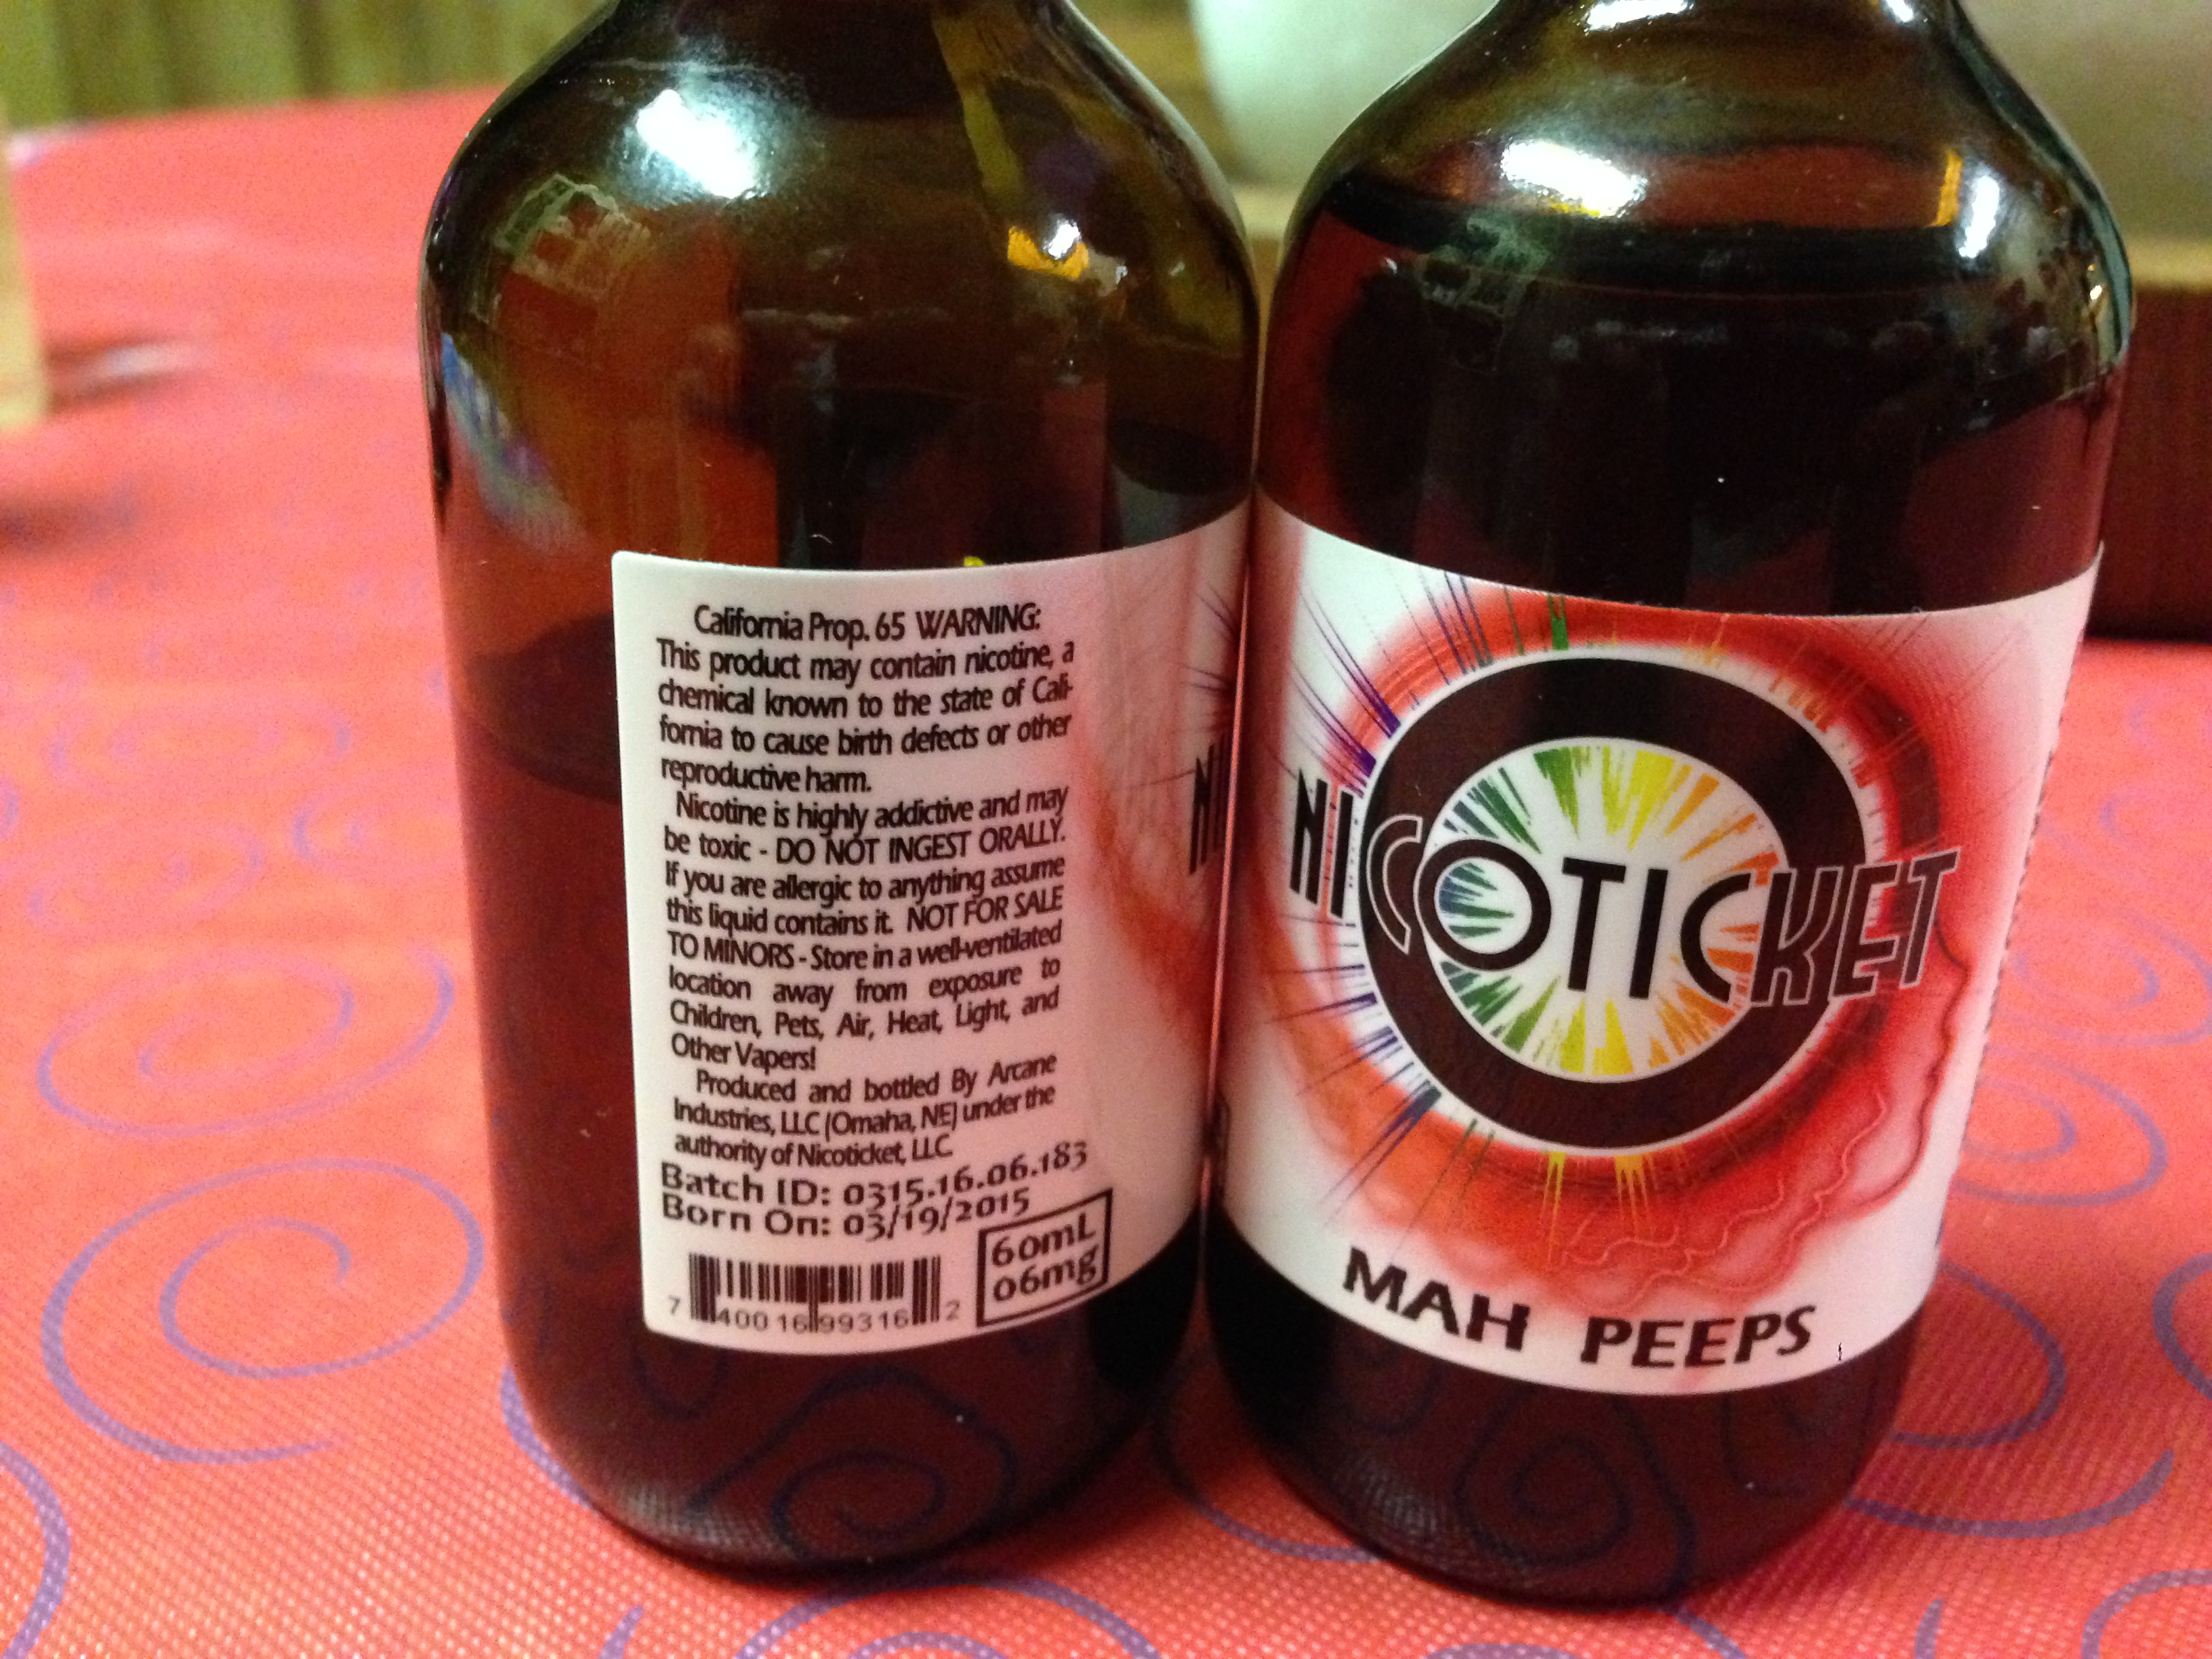 California Prop. 65 WARNING:
This product may contain nicotine, a
chemical known to the state of Cali-
fornia to cause birth defects or other
reproductive harm.
Nicotine is highly addictive and may
be toxic - DO NOT INGEST ORALLY.
If you are allergic to anything assume
this liquid contains it. NOT FOR SALE
TO MINORS - Store in a well-ventilated
location away from exposure to
Children, Pets, Air, Heat, Light, and
Other Vapers!
Produced and bottled By Arcane
Industries, LLC (Omaha, NE) under the
authority of Nicoticket, LLC.
Batch ID: 0315.16.06.183
Born On: 03/19/2015
60mL
06mg
7 40016 99316 2
NI
NICOTICKET
MAH PEEPS